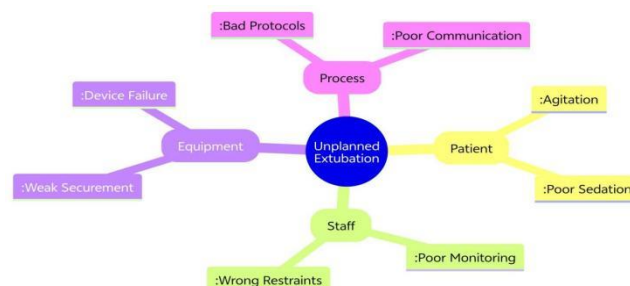 :Bad Protocols
:Poor Communication
Process
:Device Failure
:Agitation
Equipment
Unplanned
Extubation
Patient
:Weak Securement
:Poor Sedation
Staff
:Poor Monitoring
:Wrong Restraints